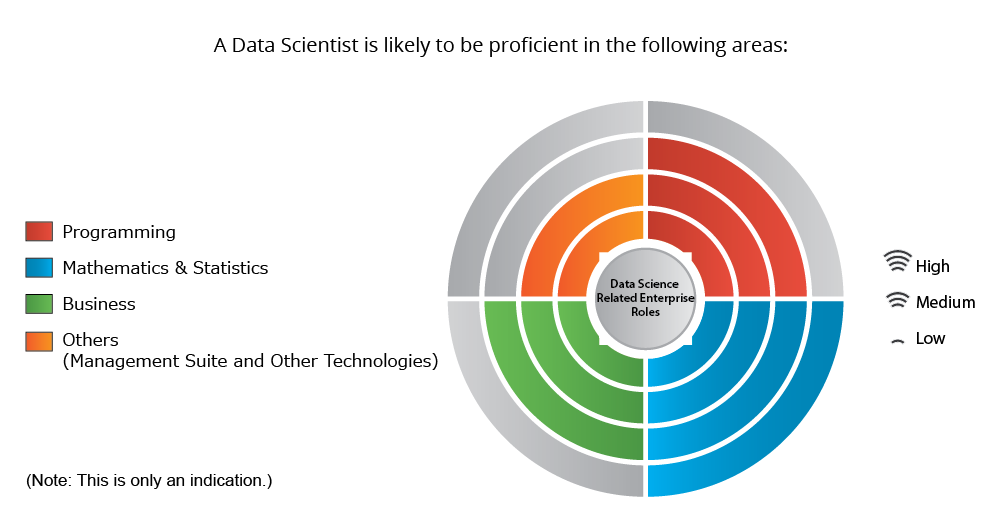 A Data Scientist is likely to be proficient in the following areas:
Programming
Mathematics & Statistics
Business
Others
(Management Suite and Other Technologies)
Data Science
Related Enterprise
Roles
High
Medium
Low
(Note: This is only an indication.)